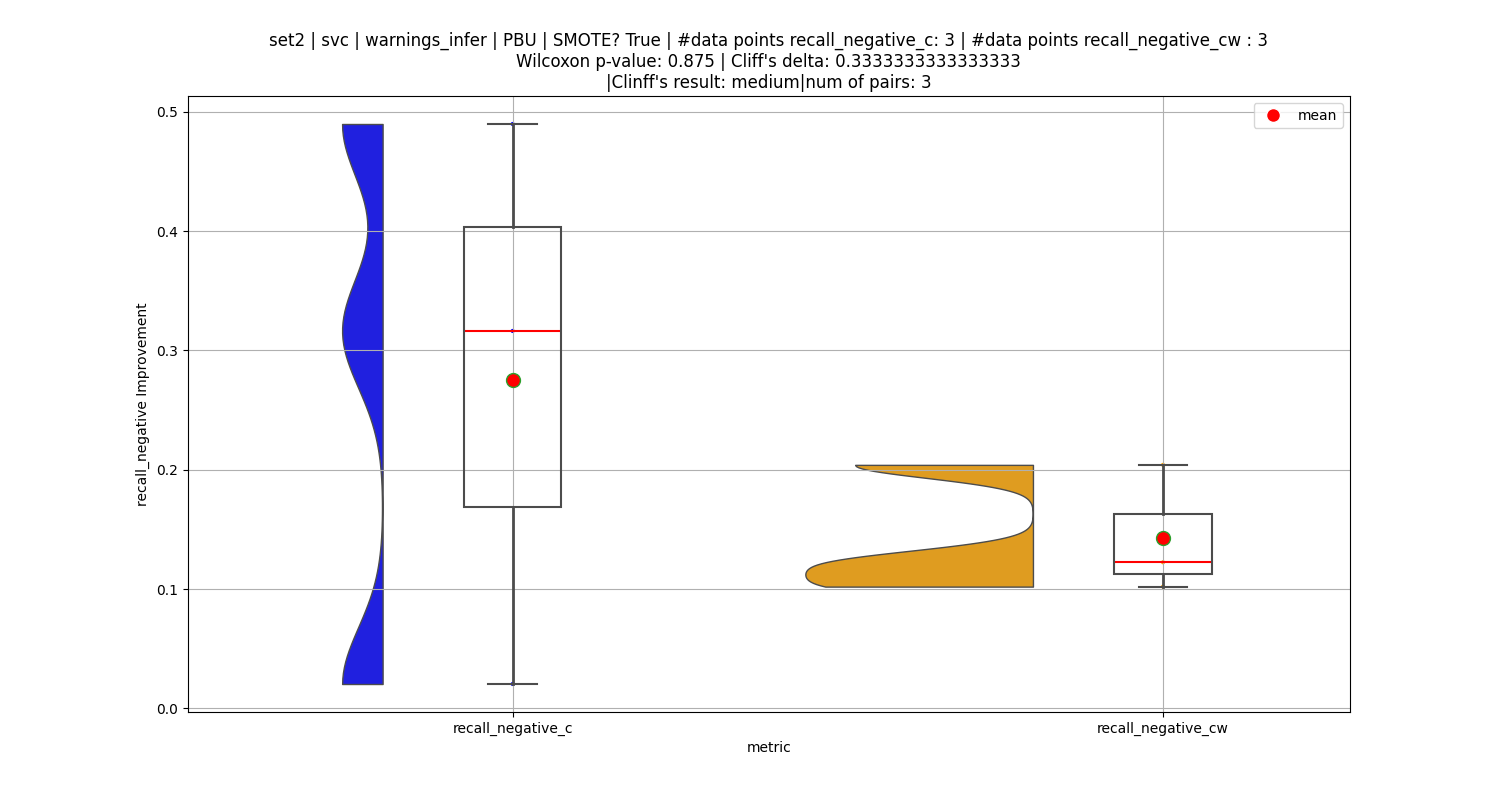 set2 | svc | warnings_infer | PBU | SMOTE? True | #data points recall_negative_c: 3 | #data points recall_negative_cw : 3
Wilcoxon p-value: 0.875 | Cliff's delta: 0.3333333333333333
|Clinff's result: medium|num of pairs: 3
mean
0.5
0.4
0.3
0.2
0.1
0.0
recall_negative Improvement
recall_negative_c
recall_negative_cw
metric